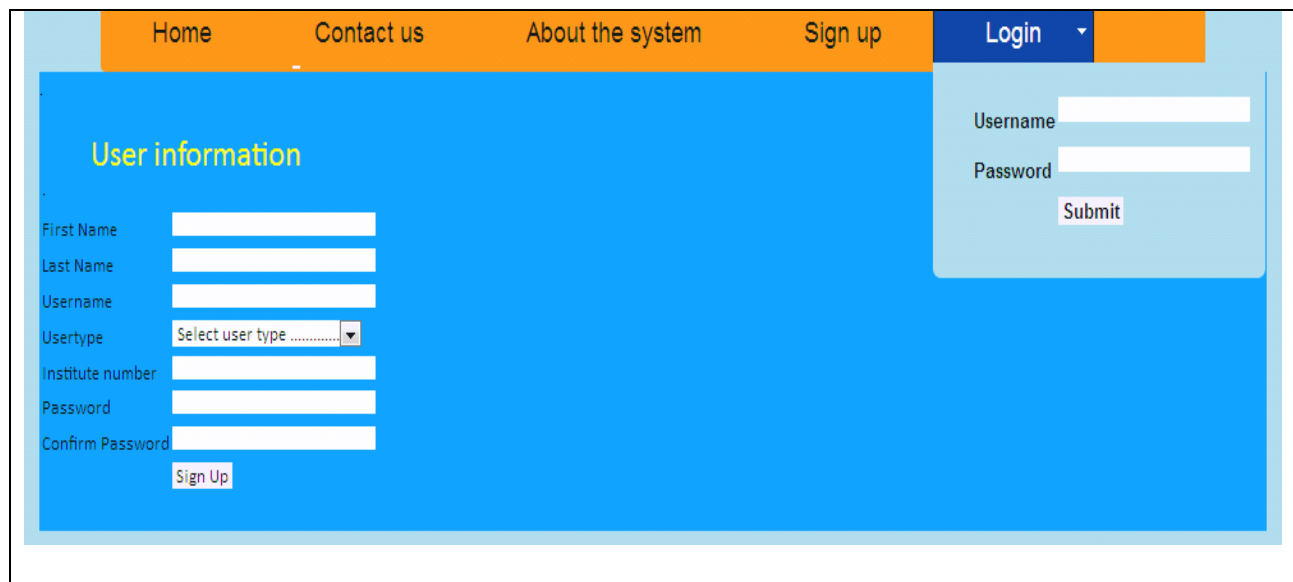 Home Contact us About the system Sign up Login
User information
First Name
Last Name
Username
Usertype Select user type .............
Institute number
Password
Confirm Password
Sign Up
Username
Password
Submit